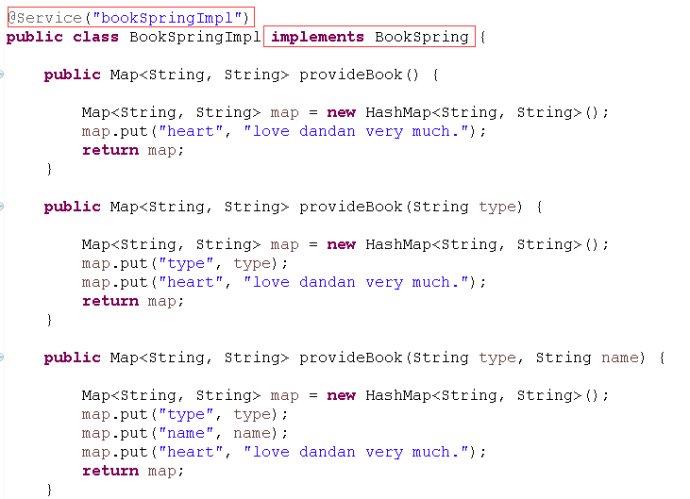 @Service("bookSpringImpl")
public class BookSpringImpl implements BookSpring {
public Map<String, String> provideBook() {
Map<String, String> map = new HashMap<String, String>();
map.put("heart", "love dandan very much.");
return map;
}
public Map<String, String> provideBook(String type) {
Map<String, String> map = new HashMap<String, String>();
map.put("type", type);
map.put("heart", "love dandan very much.");
return map;
}
public Map<String, String> provideBook(String type, String name) {
Map<String, String> map = new HashMap<String, String>();
map.put("type", type);
map.put("name", name);
map.put("heart", "love dandan very much.");
return map;
}